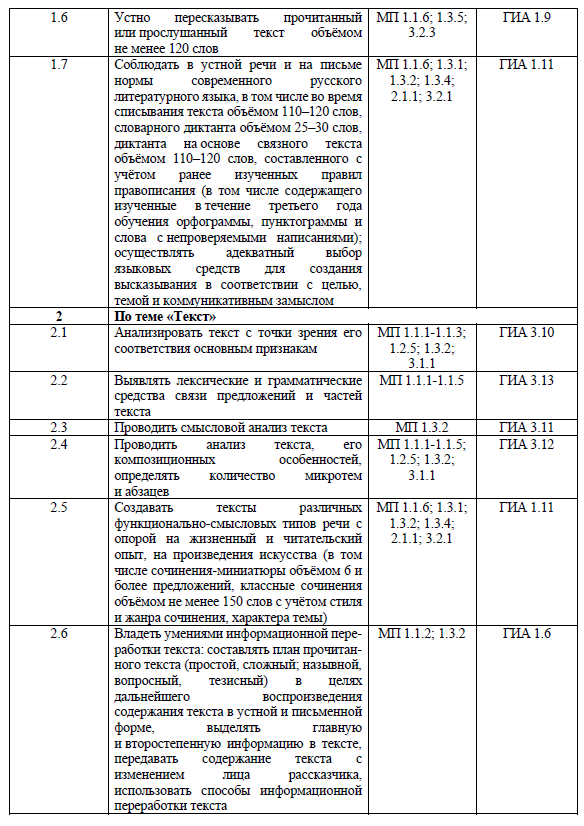 1.6 Устно пересказывать прочитанный МП 1.1.6; 1.3.5; ГИА 1.9
или прослушанный текст объёмом 3.2.3
не менее 120 слов
1.7 Соблюдать в устной речи и на письме МП 1.1.6; 1.3.1; ГИА 1.11
нормы современного русского 1.3.2; 1.3.4;
литературного языка, в том числе во время 2.1.1; 3.2.1
списывания текста объёмом 110–120 слов,
словарного диктанта объёмом 25–30 слов,
диктанта на основе связного текста
объёмом 110–120 слов, составленного с
учётом ранее изученных правил
правописания (в том числе содержащего
изученные в течение третьего года
обучения орфограммы, пунктограммы и
слова с непроверяемыми написаниями);
осуществлять адекватный выбор
языковых средств для создания
высказывания в соответствии с целью,
темой и коммуникативным замыслом
2 По теме «Текст»
2.1 Анализировать текст с точки зрения его МП 1.1.1-1.1.3; ГИА 3.10
соответствия основным признакам 1.2.5; 1.3.2;
3.1.1
2.2 Выявлять лексические и грамматические МП 1.1.1-1.1.5 ГИА 3.13
средства связи предложений и частей
текста
2.3 Проводить смысловой анализ текста МП 1.3.2 ГИА 3.11
2.4 Проводить анализ текста, его МП 1.1.1-1.1.5; ГИА 3.12
композиционных особенностей, 1.2.5; 1.3.2;
определять количество микротем 3.1.1
и абзацев
2.5 Создавать тексты различных МП 1.1.6; 1.3.1; ГИА 1.11
функционально-смысловых типов речи с 1.3.2; 1.3.4;
опорой на жизненный и читательский 2.1.1; 3.2.1
опыт, на произведения искусства (в том
числе сочинения-миниатюры объёмом 6 и
более предложений, классные сочинения
объёмом не менее 150 слов с учётом стиля
и жанра сочинения, характера темы)
2.6 Владеть умениями информационной пере- МП 1.1.2; 1.3.2 ГИА 1.6
работки текста: составлять план прочитан-
ного текста (простой, сложный; назывной,
вопросный, тезисный) в целях
дальнейшего воспроизведения
содержания текста в устной и письменной
форме, выделять главную
и второстепенную информацию в тексте,
передавать содержание текста с
изменением лица рассказчика,
использовать способы информационной
переработки текста